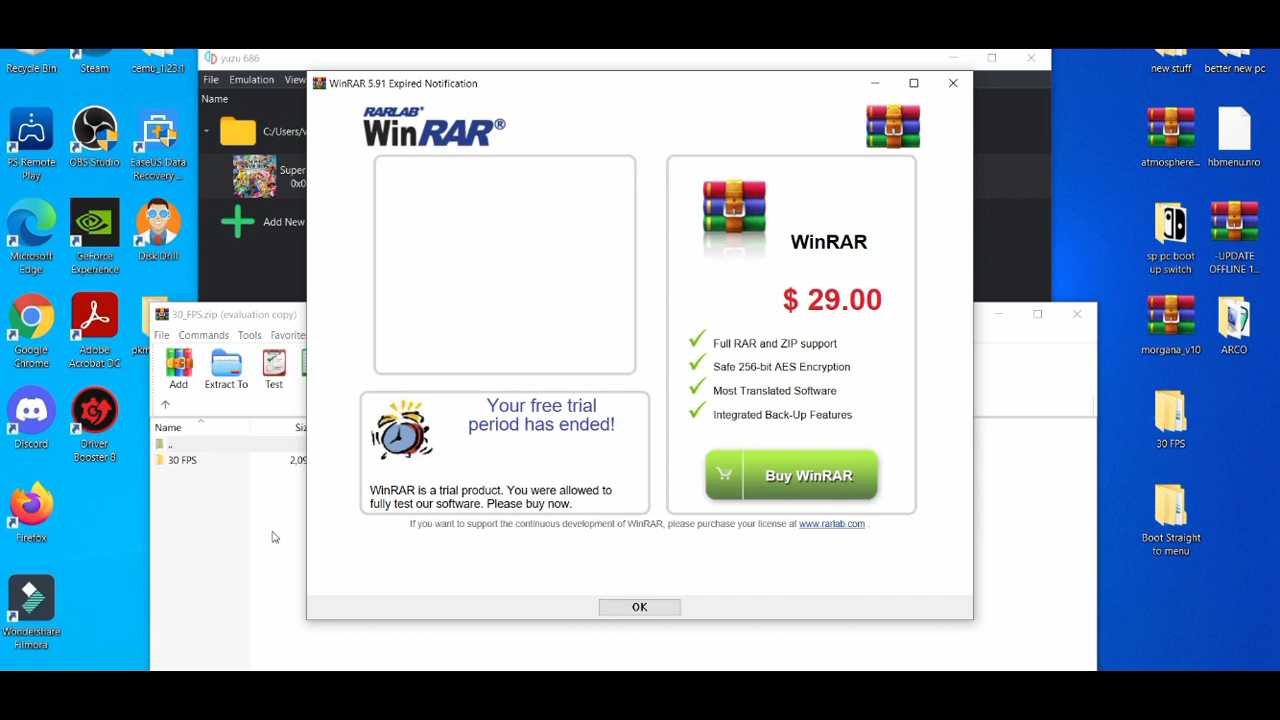 Recycle Bin
Steam
cemu_1.23.1
PS Remote
Play
OBS Studio
EaseUS Data
Recovery ...
Microsoft
Edge
GeForce
Experience
Disk Drill
Google
Chrome
Adobe
Acrobat DC
pkm
Discord
Driver
Booster 8
Firefox
Wondershare
Filmora
yuzu 686
File Emulation View
Name
C:/Users/v
Super
0x0
Add New
30_FPS.zip (evaluation copy)
File Commands Tools Favorite
Add
Extract To
Test
Name
Siz
..
30 FPS
2,09
WinRAR 5.91 Expired Notification
RARLAB®
WinRAR®
WinRAR
$ 29.00
Full RAR and ZIP support
Safe 256-bit AES Encryption
Most Translated Software
Integrated Back-Up Features
Buy WinRAR
Your free trial
period has ended!
WinRAR is a trial product. You were allowed to
fully test our software. Please buy now.
If you want to support the continuous development of WinRAR, please purchase your license at www.rarlab.com .
OK
new stuff
better new pc
atmosphere...
hbmenu.nro
sp pc boot
up switch
-UPDATE
OFFLINE 1...
morgana_v10
ARCO
30 FPS
Boot Straight
to menu